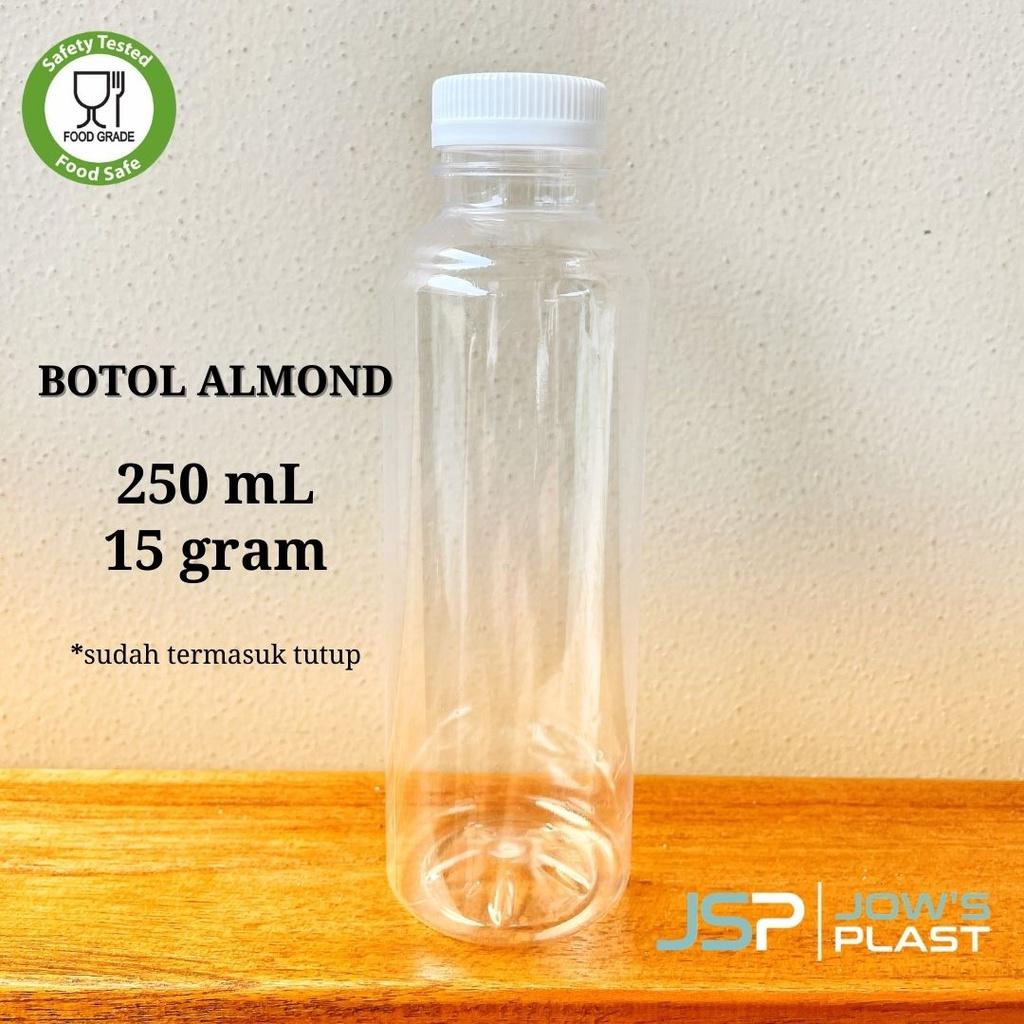 Safety Tested
FOOD GRADE
Food Safe
BOTOL ALMOND
250 mL
15 gram
*sudah termasuk tutup
JSP
JOW'S
PLAST